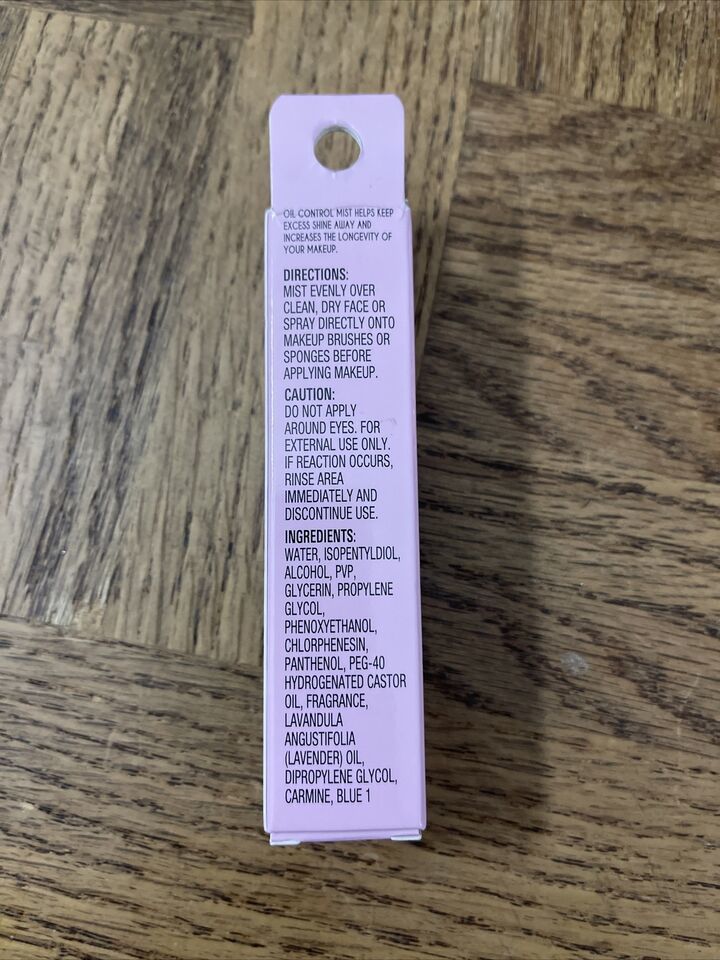 OIL CONTROL MIST HELPS KEEP
EXCESS SHINE AWAY AND
INCREASES THE LONGEVITY OF
YOUR MAKEUP.
DIRECTIONS:
MIST EVENLY OVER
CLEAN, DRY FACE OR
SPRAY DIRECTLY ONTO
MAKEUP BRUSHES OR
SPONGES BEFORE
APPLYING MAKEUP.
CAUTION:
DO NOT APPLY
AROUND EYES. FOR
EXTERNAL USE ONLY.
IF REACTION OCCURS,
RINSE AREA
IMMEDIATELY AND
DISCONTINUE USE.
INGREDIENTS:
WATER, ISOPENTYLDIOL,
ALCOHOL, PVP,
GLYCERIN, PROPYLENE
GLYCOL,
PHENOXYETHANOL,
CHLORPHENESIN,
PANTHENOL, PEG-40
HYDROGENATED CASTOR
OIL, FRAGRANCE,
LAVANDULA
ANGUSTIFOLIA
(LAVENDER) OIL,
DIPROPYLENE GLYCOL,
CARMINE, BLUE 1